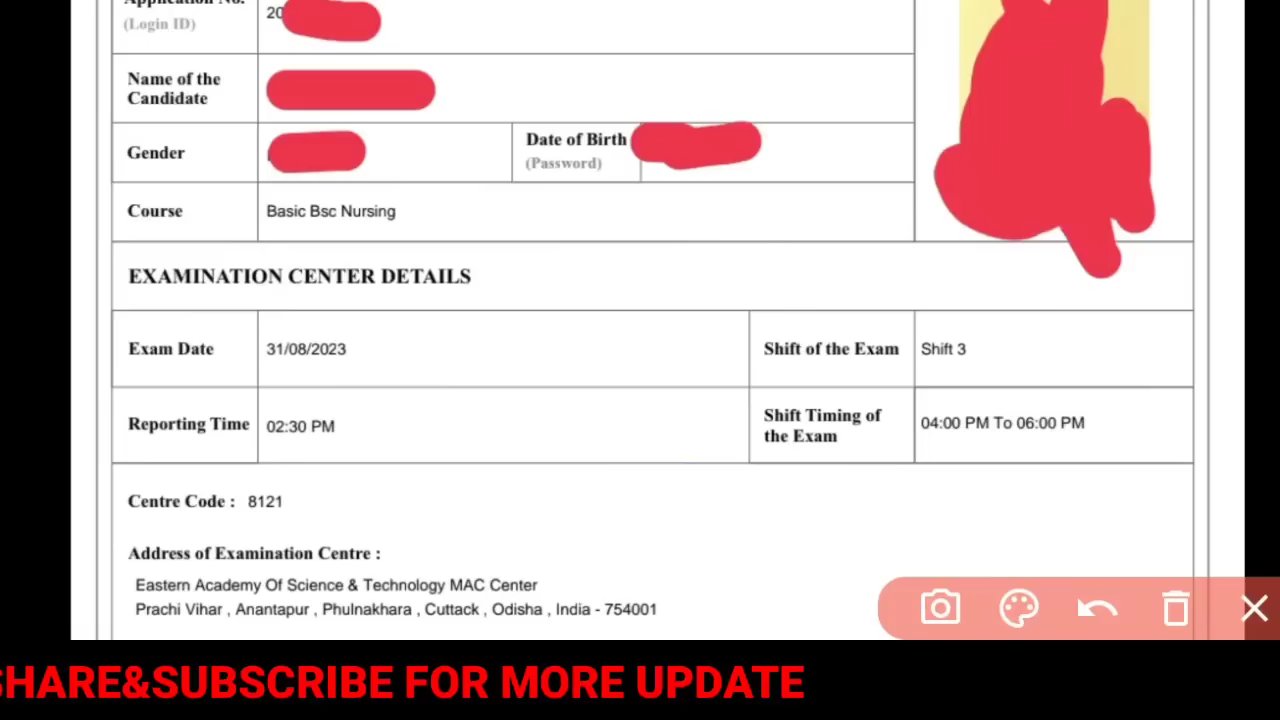 Application No.
(Login ID)
20
Name of the
Candidate
Gender
Date of Birth
(Password)
Course
Basic Bsc Nursing
EXAMINATION CENTER DETAILS
Exam Date
31/08/2023
Shift of the Exam
Shift 3
Reporting Time
02:30 PM
Shift Timing of
the Exam
04:00 PM To 06:00 PM
Centre Code : 8121
Address of Examination Centre :
Eastern Academy Of Science & Technology MAC Center
Prachi Vihar , Anantapur , Phulnakhara , Cuttack , Odisha , India - 754001
SHARE&SUBSCRIBE FOR MORE UPDATE